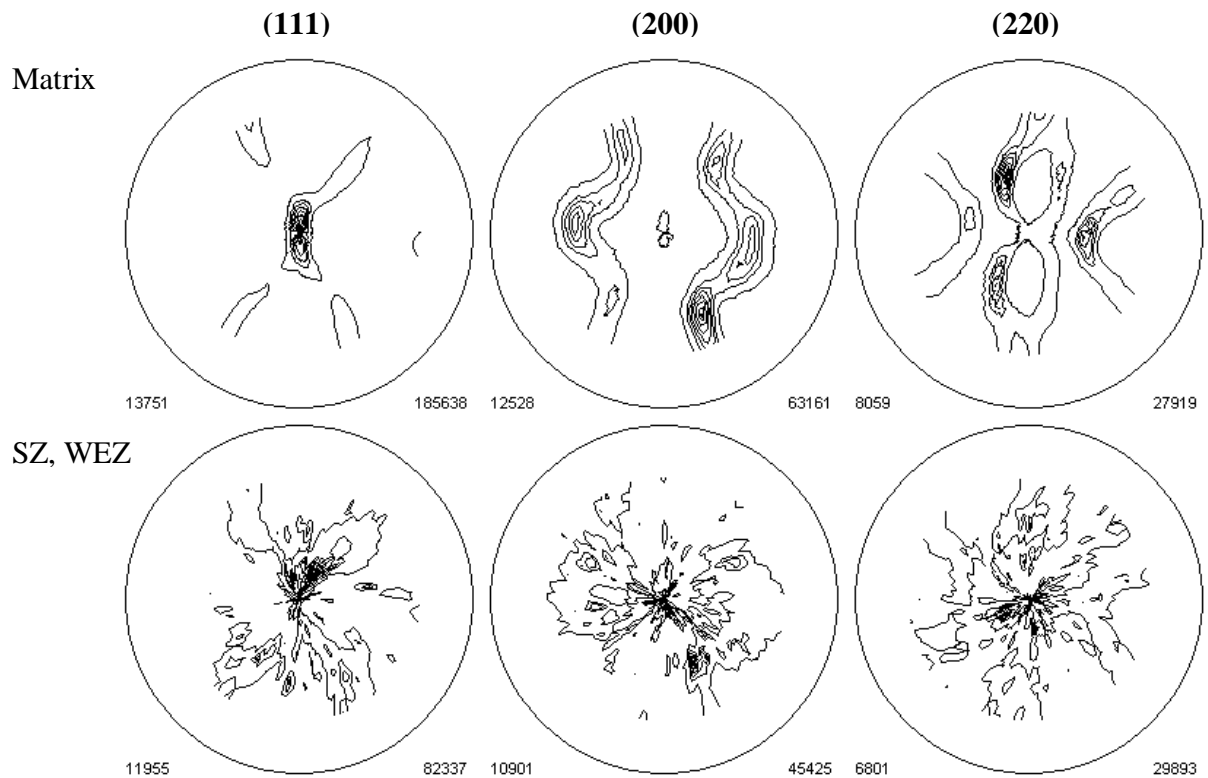 (111) (200) (220)
Matrix
13751 185638 12528 63161 8059 27919
SZ, WEZ
11955 82337 10901 45425 6801 29893